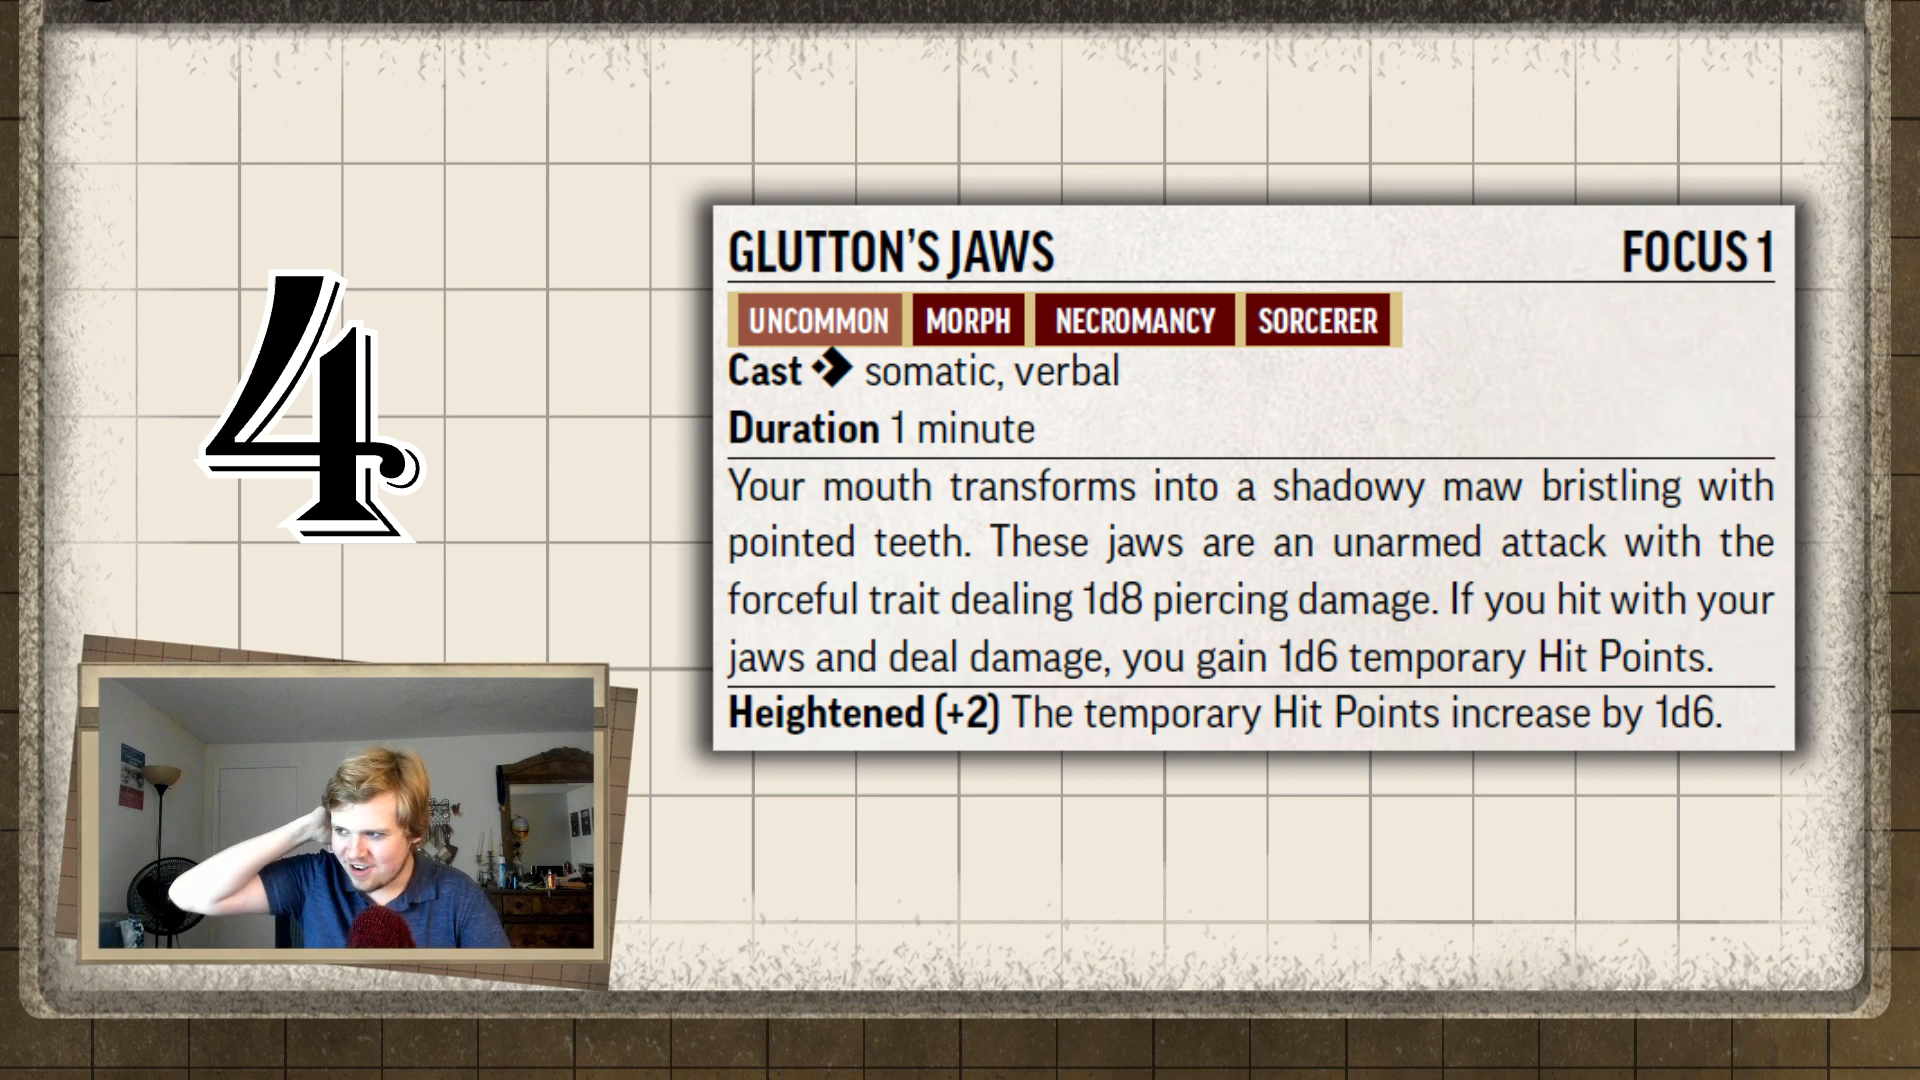 4
GLUTTON’S JAWS FOCUS 1
UNCOMMON MORPH NECROMANCY SORCERER
Cast somatic, verbal
Duration 1 minute
Your mouth transforms into a shadowy maw bristling with
pointed teeth. These jaws are an unarmed attack with the
forceful trait dealing 1d8 piercing damage. If you hit with your
jaws and deal damage, you gain 1d6 temporary Hit Points.
Heightened (+2) The temporary Hit Points increase by 1d6.